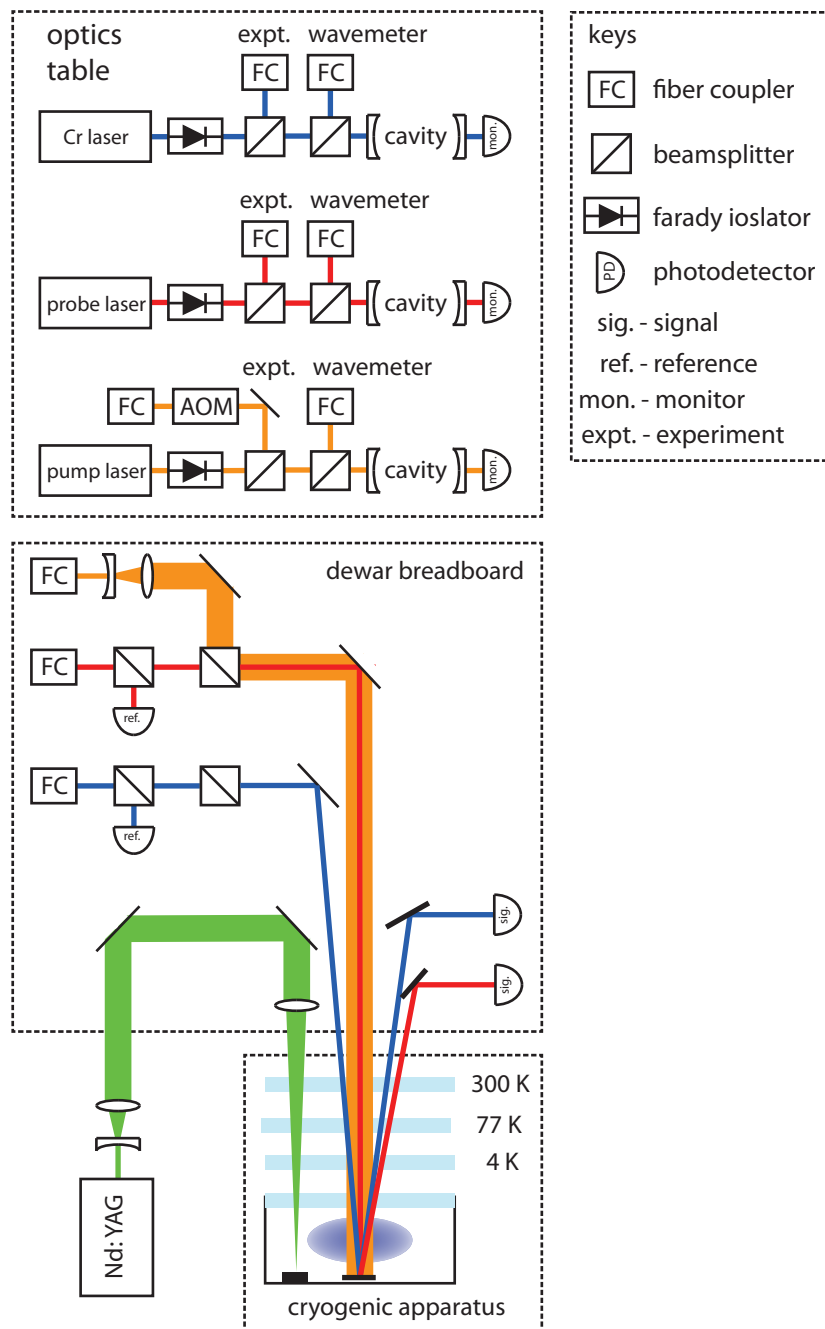 optics
table
expt. wavemeter
FC FC
Cr laser cavity mon.
expt. wavemeter
FC FC
probe laser cavity mon.
expt. wavemeter
FC AOM FC
pump laser cavity mon.
keys
FC fiber coupler
beamsplitter
farady ioslator
PD photodetector
sig. - signal
ref. - reference
mon. - monitor
expt. - experiment
dewar breadboard
FC
FC
ref.
FC
ref.
sig.
sig.
300 K
77 K
4 K
Nd: YAG
cryogenic apparatus